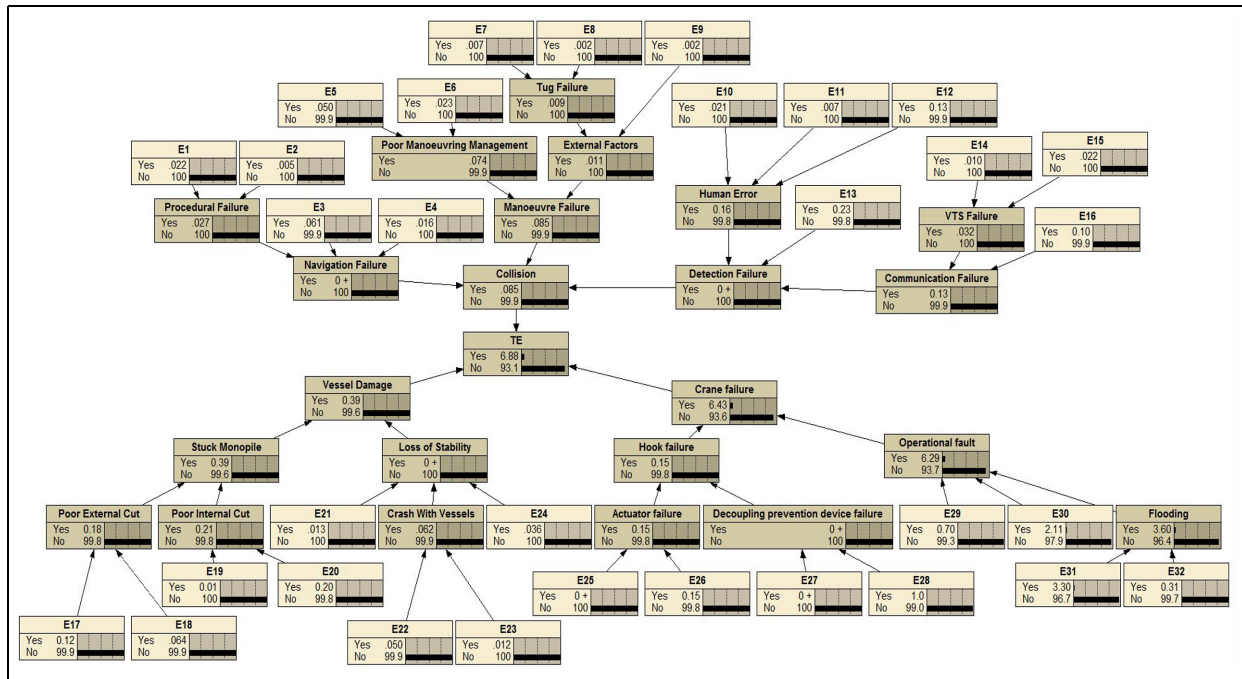 E7
Yes .007
No 100
E8
Yes .002
No 100
E9
Yes .002
No 100
E5
Yes .050
No 99.9
E6
Yes .023
No 100
Tug Failure
Yes .009
No 100
E10
Yes .021
No 100
E11
Yes .007
No 100
E12
Yes 0.13
No 99.9
E1
Yes .022
No 100
E2
Yes .005
No 100
Poor Manoeuvring Management
Yes .074
No 99.9
External Factors
Yes .011
No 100
E14
Yes .010
No 100
E15
Yes .022
No 100
Procedural Failure
Yes .027
No 100
E3
Yes .061
No 99.9
E4
Yes .016
No 100
Manoeuvre Failure
Yes .085
No 99.9
Human Error
Yes 0.16
No 99.8
E13
Yes 0.23
No 99.8
VTS Failure
Yes .032
No 100
E16
Yes 0.10
No 99.9
Navigation Failure
Yes 0 +
No 100
Collision
Yes .085
No 99.9
Detection Failure
Yes 0 +
No 100
Communication Failure
Yes 0.13
No 99.9
TE
Yes 6.88
No 93.1
Vessel Damage
Yes 0.39
No 99.6
Crane failure
Yes 6.43
No 93.6
Stuck Monopile
Yes 0.39
No 99.6
Loss of Stability
Yes 0 +
No 100
Hook failure
Yes 0.15
No 99.8
Operational fault
Yes 6.29
No 93.7
Poor External Cut
Yes 0.18
No 99.8
Poor Internal Cut
Yes 0.21
No 99.8
E21
Yes .013
No 100
Crash With Vessels
Yes .062
No 99.9
E24
Yes .036
No 100
Actuator failure
Yes 0.15
No 99.8
Decoupling prevention device failure
Yes 0 +
No 100
E29
Yes 0.70
No 99.3
E30
Yes 2.11
No 97.9
Flooding
Yes 3.60
No 96.4
E19
Yes 0.01
No 100
E20
Yes 0.20
No 99.8
E25
Yes 0 +
No 100
E26
Yes 0.15
No 99.8
E27
Yes 0 +
No 100
E28
Yes 1.0
No 99.0
E31
Yes 3.30
No 96.7
E32
Yes 0.31
No 99.7
E17
Yes 0.12
No 99.9
E18
Yes .064
No 99.9
E22
Yes .050
No 99.9
E23
Yes .012
No 100